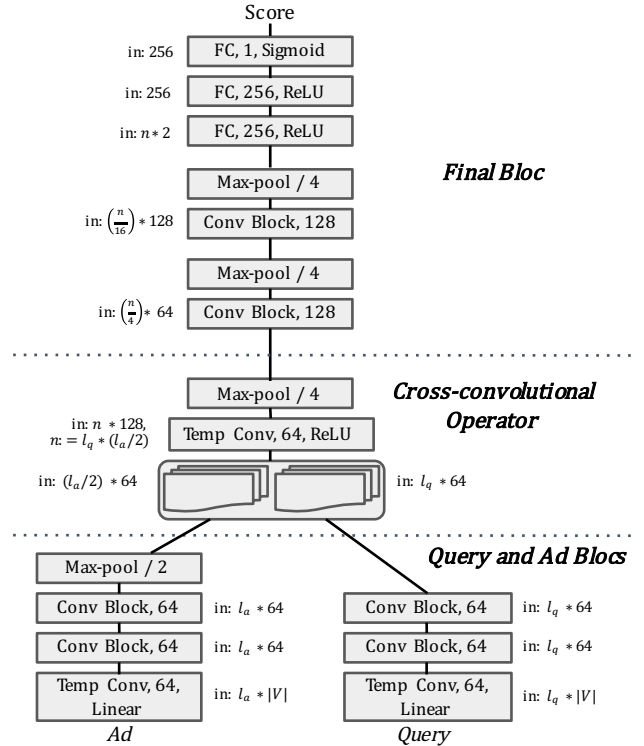 Score
in: 256
FC, 1, Sigmoid
in: 256
FC, 256, ReLU
in: n * 2
FC, 256, ReLU
Final Bloc
Max-pool / 4
in: (n/16) * 128
Conv Block, 128
Max-pool / 4
in: (n/4) * 64
Conv Block, 128
Cross-convolutional
Operator
Max-pool / 4
in: n * 128,
n: = l_q * (l_a/2)
Temp Conv, 64, ReLU
in: (l_a/2) * 64
in: l_q * 64
Query and Ad Blocs
Max-pool / 2
Conv Block, 64
in: l_a * 64
Conv Block, 64
in: l_q * 64
Conv Block, 64
in: l_a * 64
Conv Block, 64
in: l_q * 64
Temp Conv, 64,
Linear
in: l_a * |V|
Temp Conv, 64,
Linear
in: l_q * |V|
Ad
Query